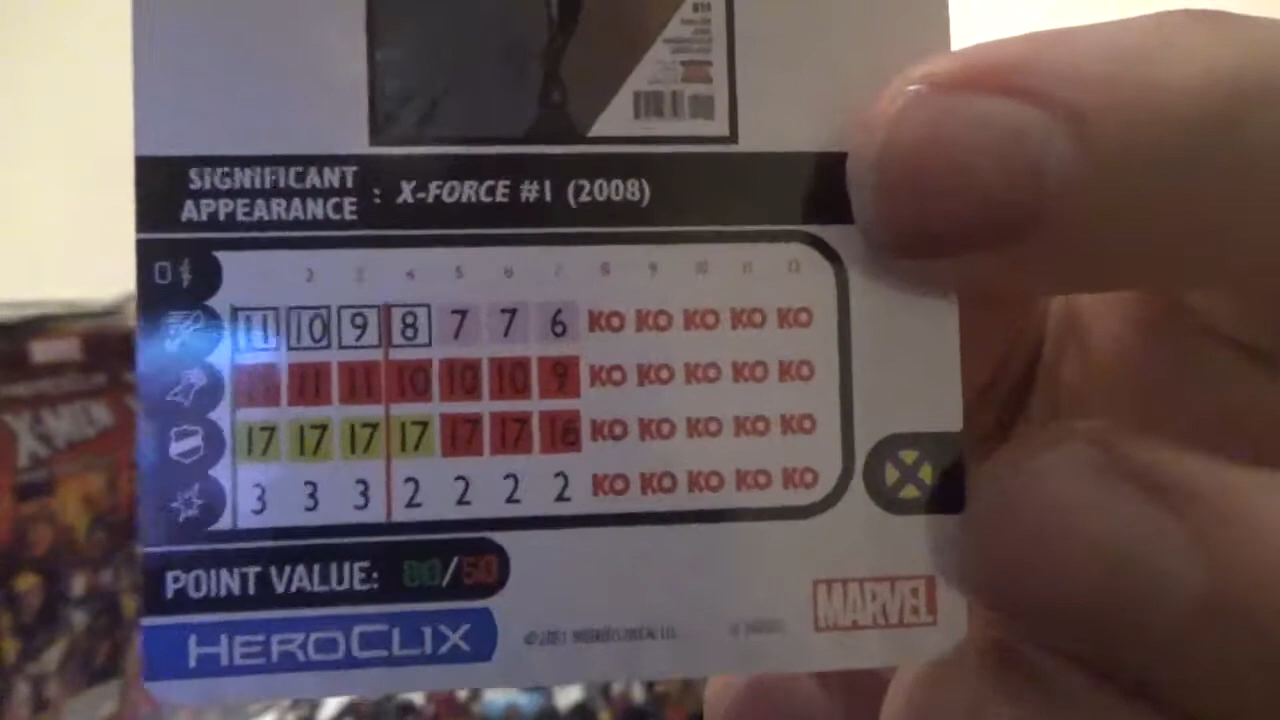 SIGNIFICANT
APPEARANCE : X-FORCE #1 (2008)
2 3 4 5 6 7 8 9 10 11 12
11 10 9 8 7 7 6 KO KO KO KO KO
11 11 11 10 10 10 9 KO KO KO KO KO
17 17 17 17 17 17 16 KO KO KO KO KO
3 3 3 2 2 2 2 KO KO KO KO KO
POINT VALUE: 80/50
MARVEL
HEROCLIX
X-MEN